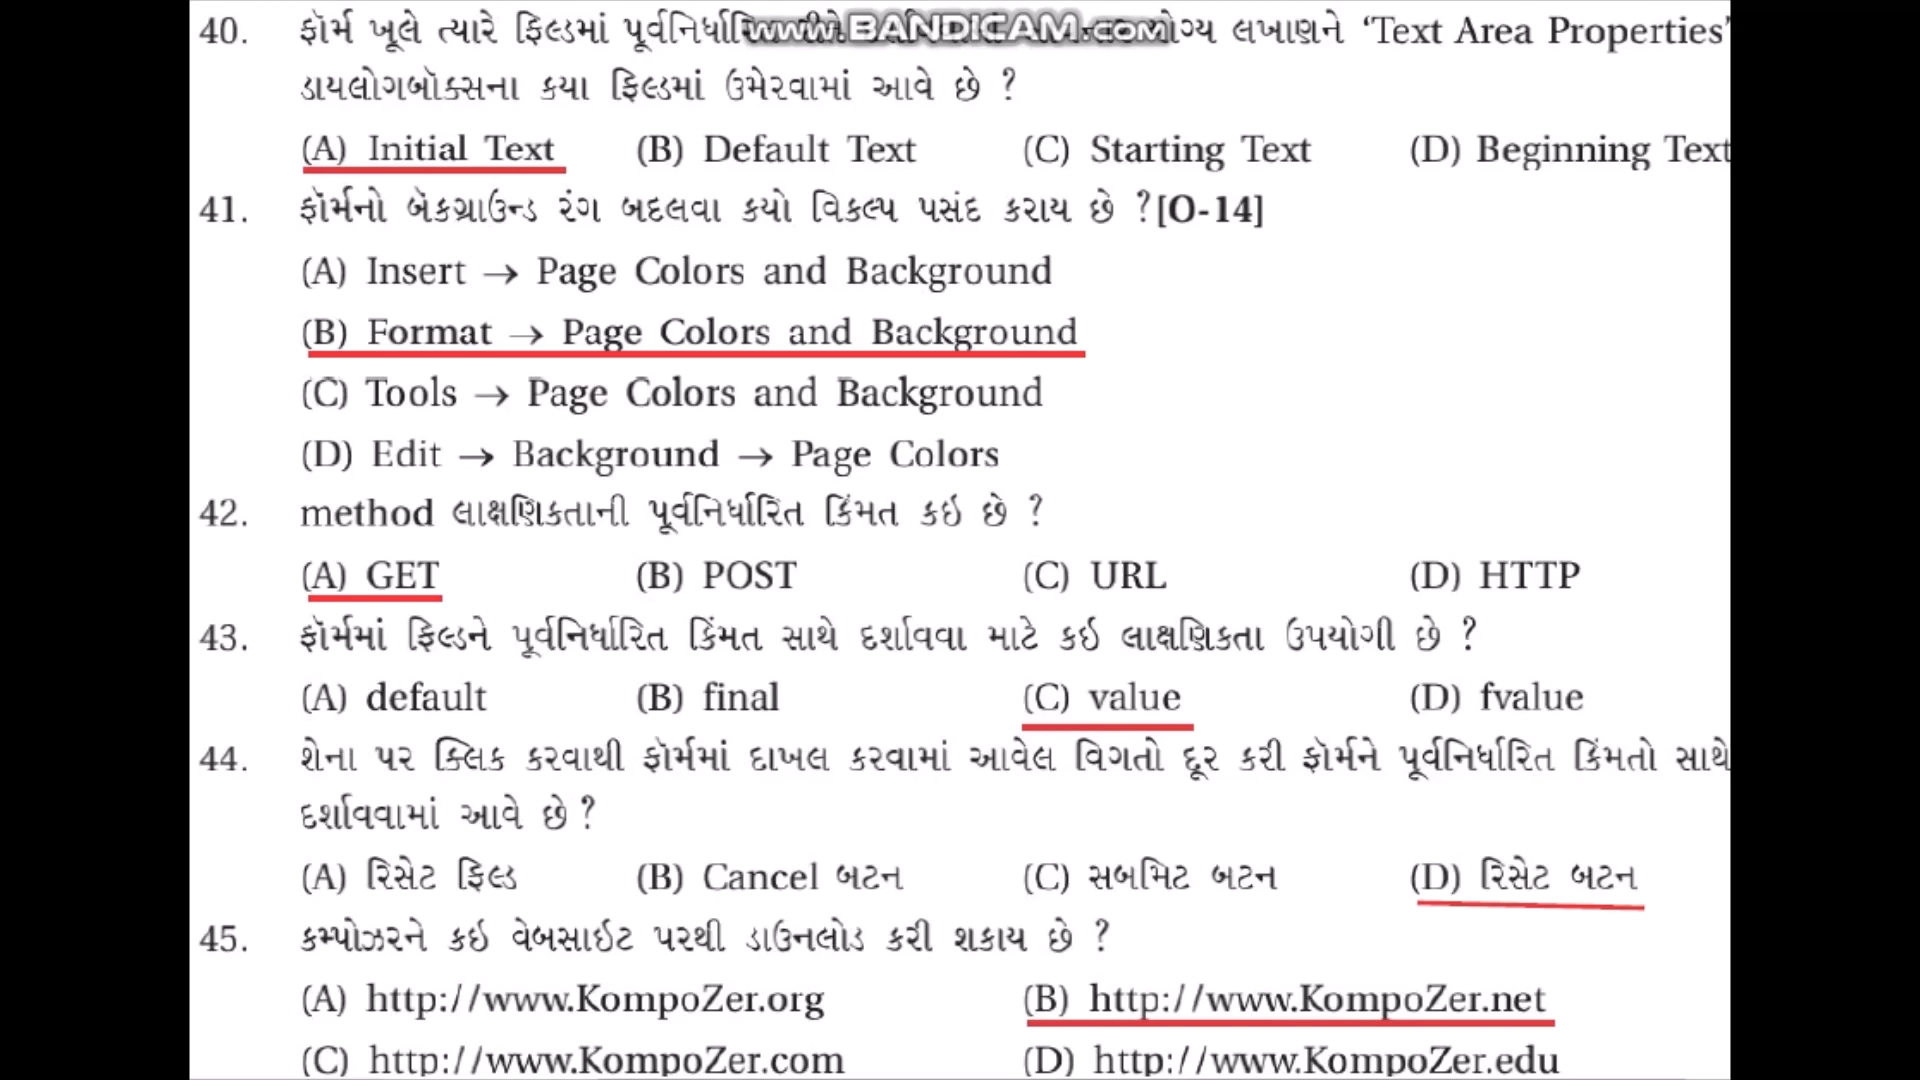 www.BANDICAM.com
40. ફૉર્મ ખૂલે ત્યારે ફિલ્ડમાં યોગ્ય લખાણને ‘Text Area Properties’
ડાયલોગબૉક્સના કયા ફિલ્ડમાં ઉમેરવામાં આવે છે ?
(A) Initial Text (B) Default Text (C) Starting Text (D) Beginning Text
41. ફૉર્મનો બૅકગ્રાઉન્ડ રંગ બદલવા કયો વિકલ્પ પસંદ કરાય છે ?[O-14]
(A) Insert → Page Colors and Background
(B) Format → Page Colors and Background
(C) Tools → Page Colors and Background
(D) Edit → Background → Page Colors
42. method લાક્ષણિકતાની પૂર્વનિર્ધારિત કિંમત કઇ છે ?
(A) GET (B) POST (C) URL (D) HTTP
43. ફૉર્મમાં ફિલ્ડને પૂર્વનિર્ધારિત કિંમત સાથે દર્શાવવા માટે કઇ લાક્ષણિકતા ઉપયોગી છે ?
(A) default (B) final (C) value (D) fvalue
44. શેના પર ક્લિક કરવાથી ફૉર્મમાં દાખલ કરવામાં આવેલ વિગતો દૂર કરી ફૉર્મને પૂર્વનિર્ધારિત કિંમતો સાથે
દર્શાવવામાં આવે છે ?
(A) રિસેટ ફિલ્ડ (B) Cancel બટન (C) સબમિટ બટન (D) રિસેટ બટન
45. કમ્પોઝરને કઇ વેબસાઇટ પરથી ડાઉનલોડ કરી શકાય છે ?
(A) http://www.KompoZer.org (B) http://www.KompoZer.net
(C) http://www.KompoZer.com (D) http://www.KompoZer.edu